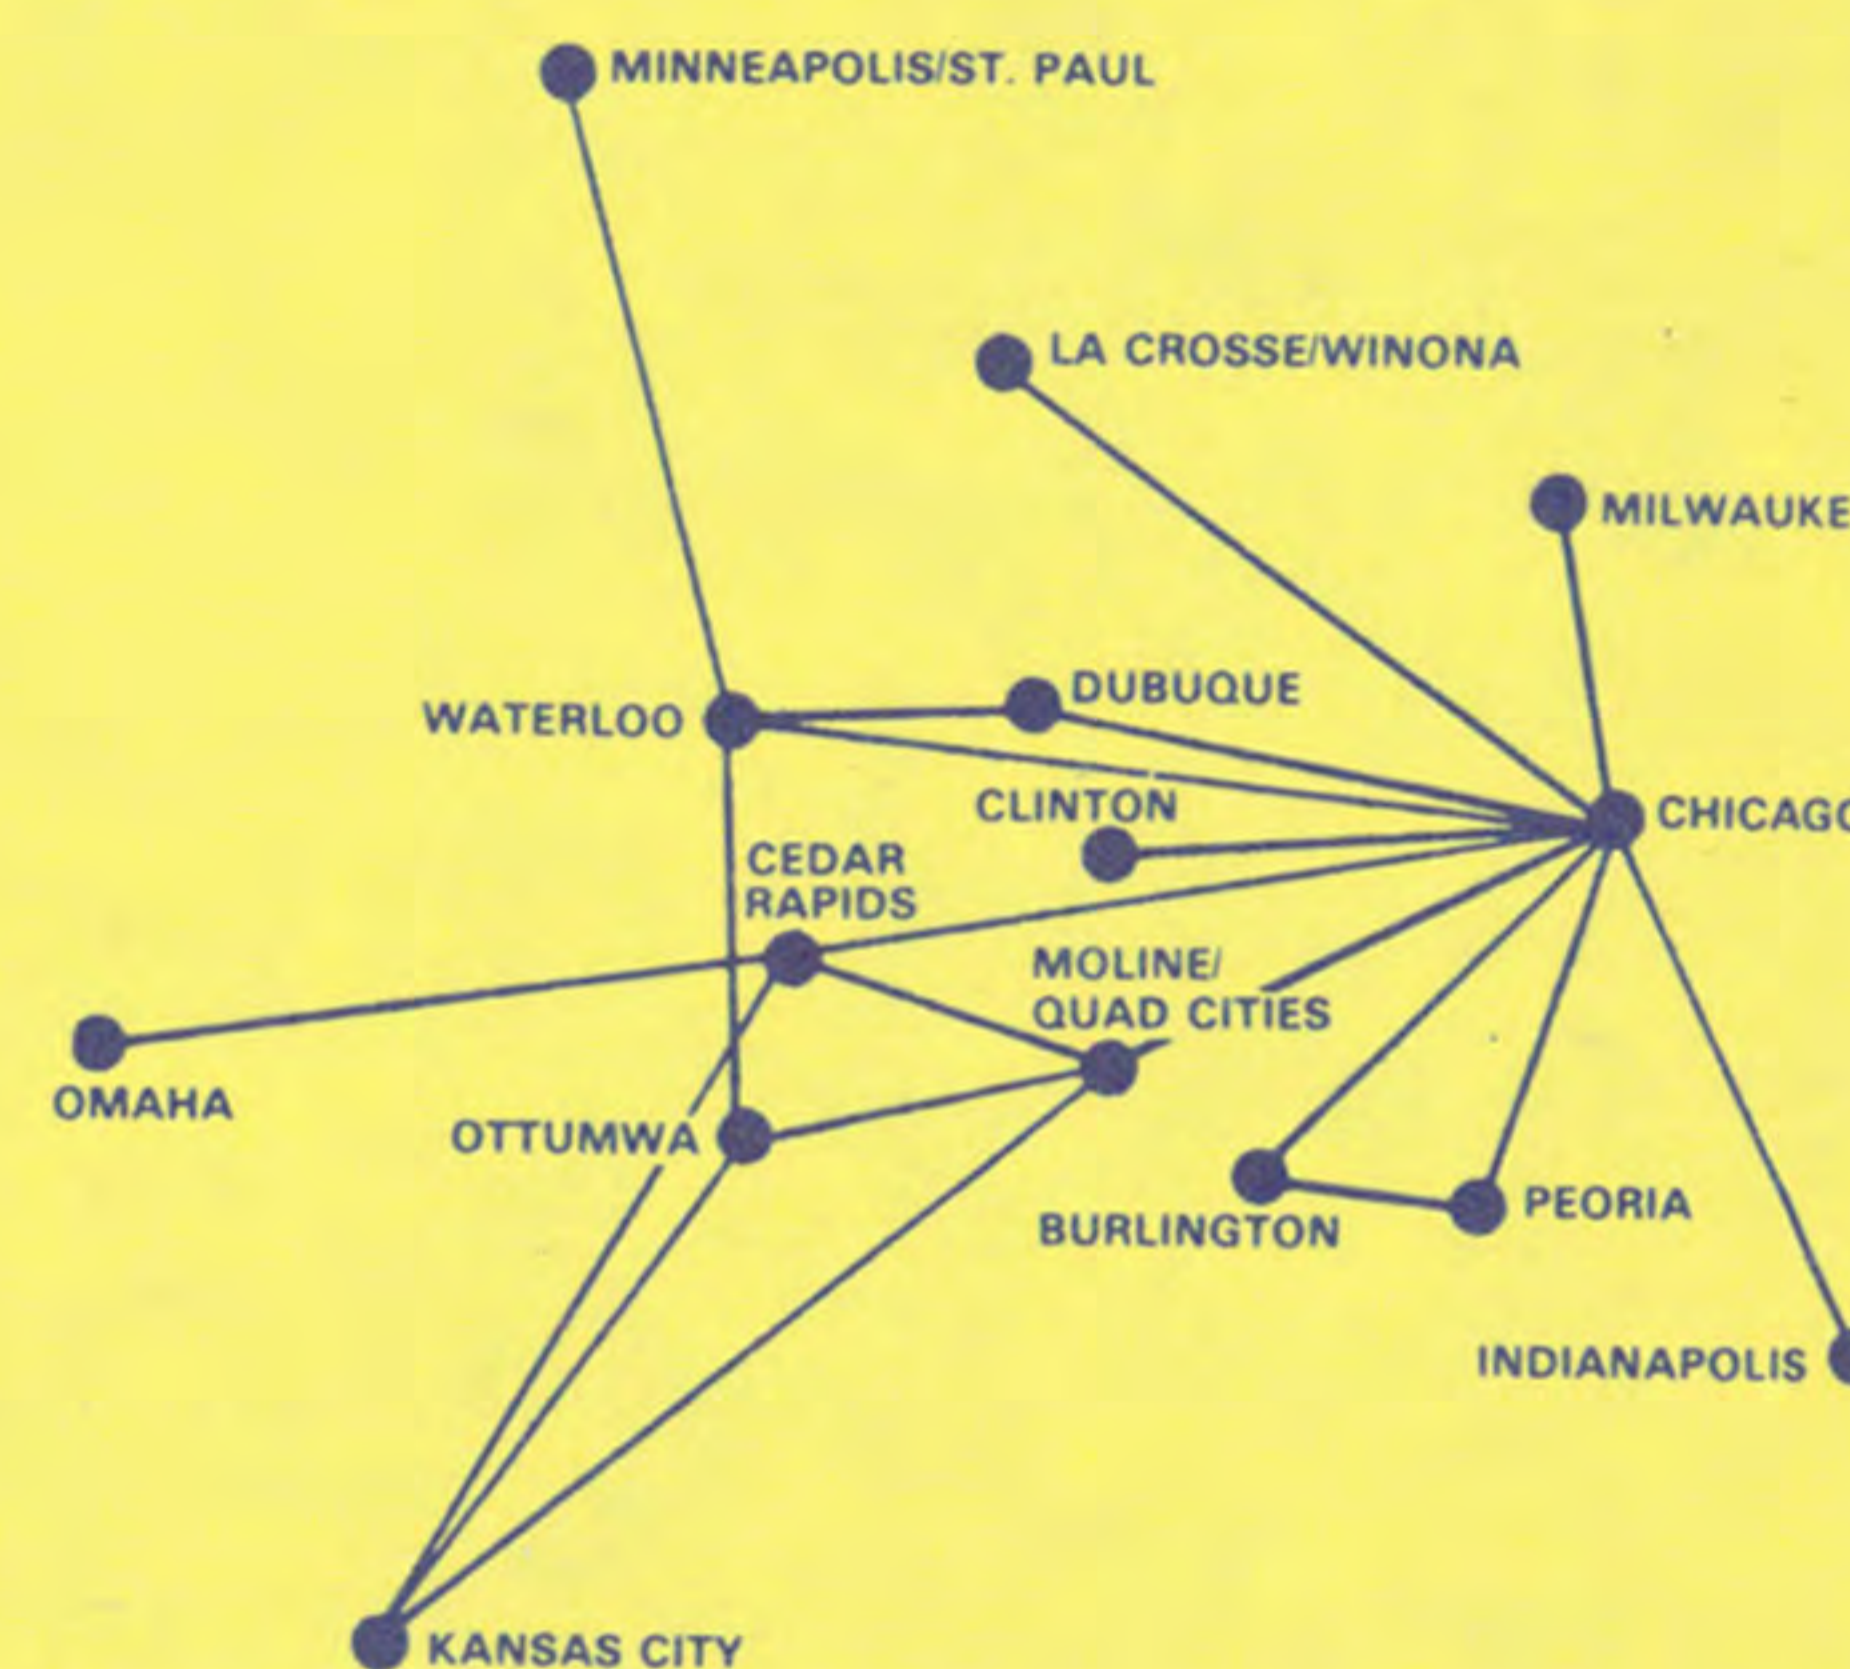 MINNEAPOLIS/ST. PAUL
LA CROSSE/WINONA
MILWAUKE
DUBUQUE
WATERLOO
CLINTON
CHICAGO
CEDAR
RAPIDS
MOLINE/
QUAD CITIES
OMAHA
OTTUMWA
PEORIA
BURLINGTON
INDIANAPOLIS
KANSAS CITY